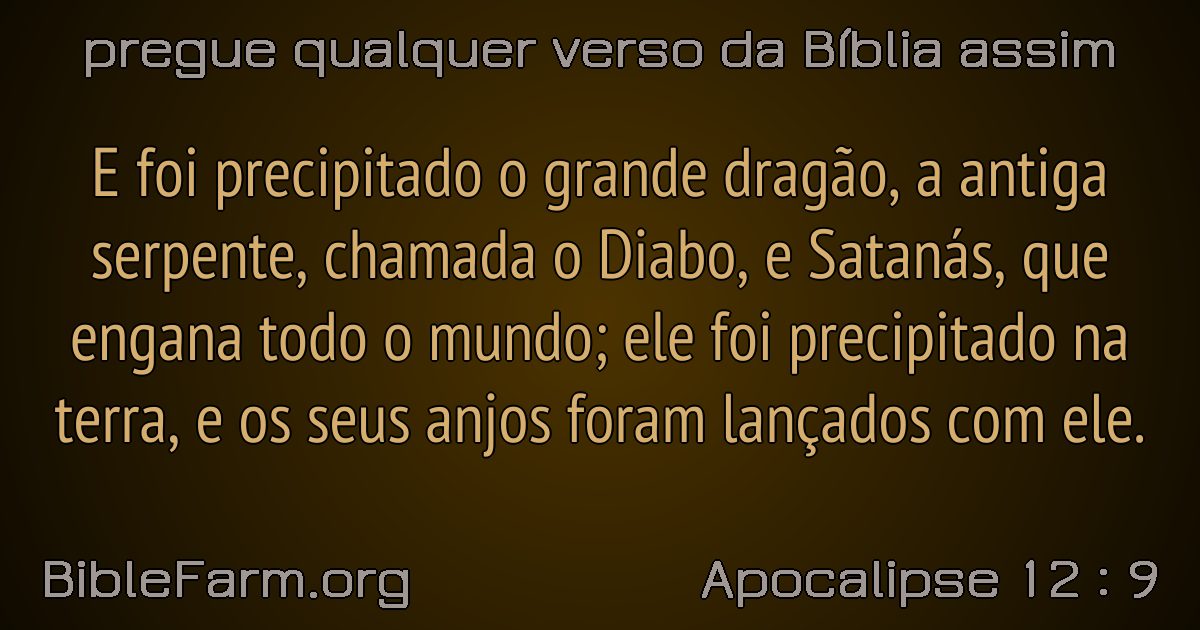 pregue qualquer verso da Bíblia assim
E foi precipitado o grande dragão, a antiga
serpente, chamada o Diabo, e Satanás, que
engana todo o mundo; ele foi precipitado na
terra, e os seus anjos foram lançados com ele.
BibleFarm.org
Apocalipse 12 : 9